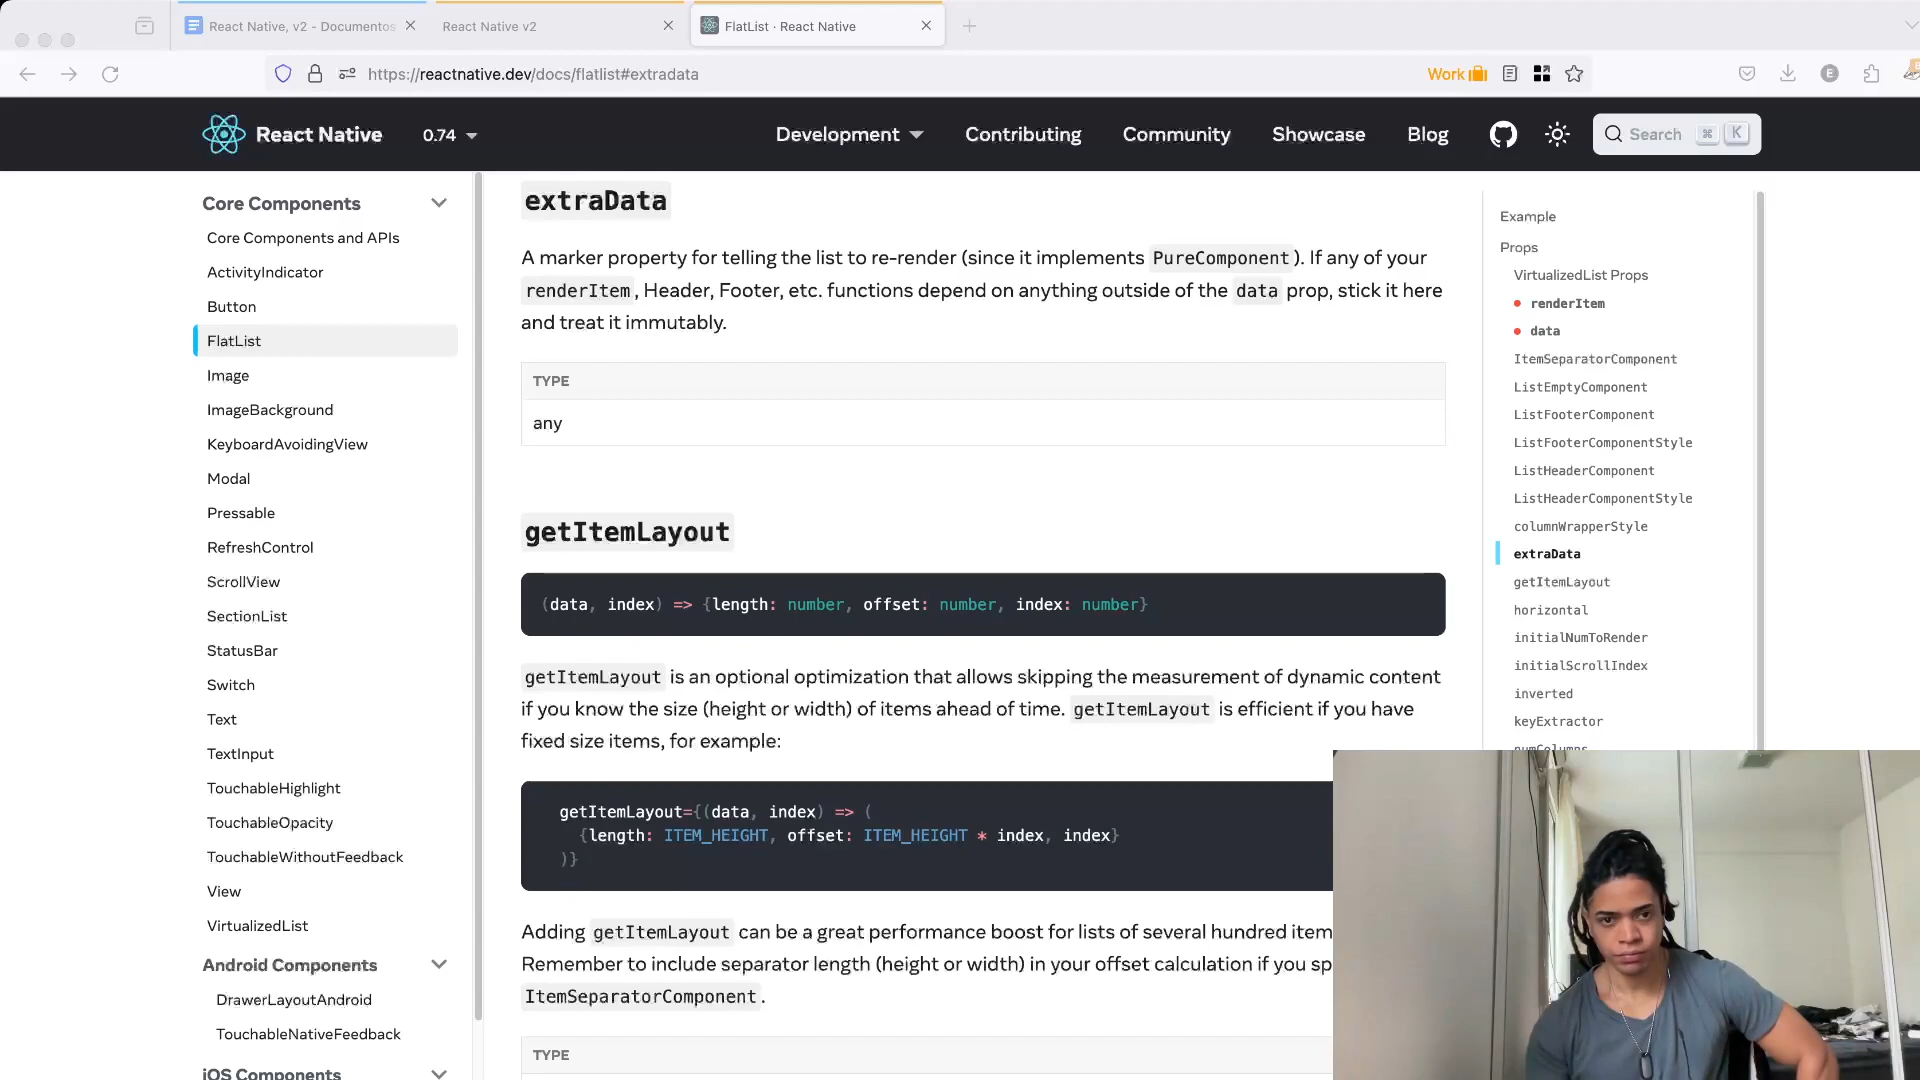 React Native, v2 - Documentos
React Native v2
FlatList · React Native
https://reactnative.dev/docs/flatlist#extradata
Work
E
React Native
0.74
Development
Contributing
Community
Showcase
Blog
Search ⌘ K
Core Components
Core Components and APIs
ActivityIndicator
Button
FlatList
Image
ImageBackground
KeyboardAvoidingView
Modal
Pressable
RefreshControl
ScrollView
SectionList
StatusBar
Switch
Text
TextInput
TouchableHighlight
TouchableOpacity
TouchableWithoutFeedback
View
VirtualizedList
Android Components
DrawerLayoutAndroid
TouchableNativeFeedback
iOS Components
extraData
A marker property for telling the list to re-render (since it implements PureComponent). If any of your
renderItem, Header, Footer, etc. functions depend on anything outside of the data prop, stick it here
and treat it immutably.
TYPE
any
getItemLayout
(data, index) => {length: number, offset: number, index: number}
getItemLayout is an optional optimization that allows skipping the measurement of dynamic content
if you know the size (height or width) of items ahead of time. getItemLayout is efficient if you have
fixed size items, for example:
getItemLayout={(data, index) => (
{length: ITEM_HEIGHT, offset: ITEM_HEIGHT * index, index}
)}
Adding getItemLayout can be a great performance boost for lists of several hundred item
Remember to include separator length (height or width) in your offset calculation if you sp
ItemSeparatorComponent.
TYPE
Example
Props
VirtualizedList Props
renderItem
data
ItemSeparatorComponent
ListEmptyComponent
ListFooterComponent
ListFooterComponentStyle
ListHeaderComponent
ListHeaderComponentStyle
columnWrapperStyle
extraData
getItemLayout
horizontal
initialNumToRender
initialScrollIndex
inverted
keyExtractor
numColumns